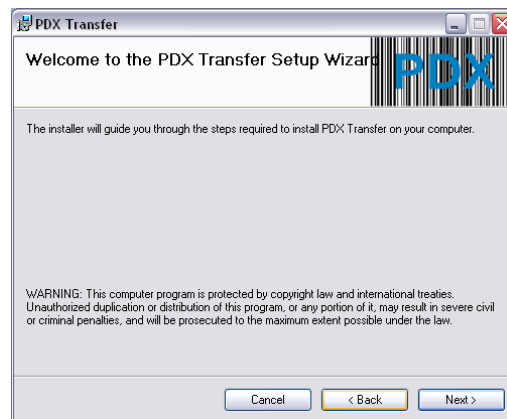 PDX Transfer
Welcome to the PDX Transfer Setup Wizard
PDX
The installer will guide you through the steps required to install PDX Transfer on your computer.
WARNING: This computer program is protected by copyright law and international treaties.
Unauthorized duplication or distribution of this program, or any portion of it, may result in severe civil
or criminal penalties, and will be prosecuted to the maximum extent possible under the law.
Cancel
< Back
Next >